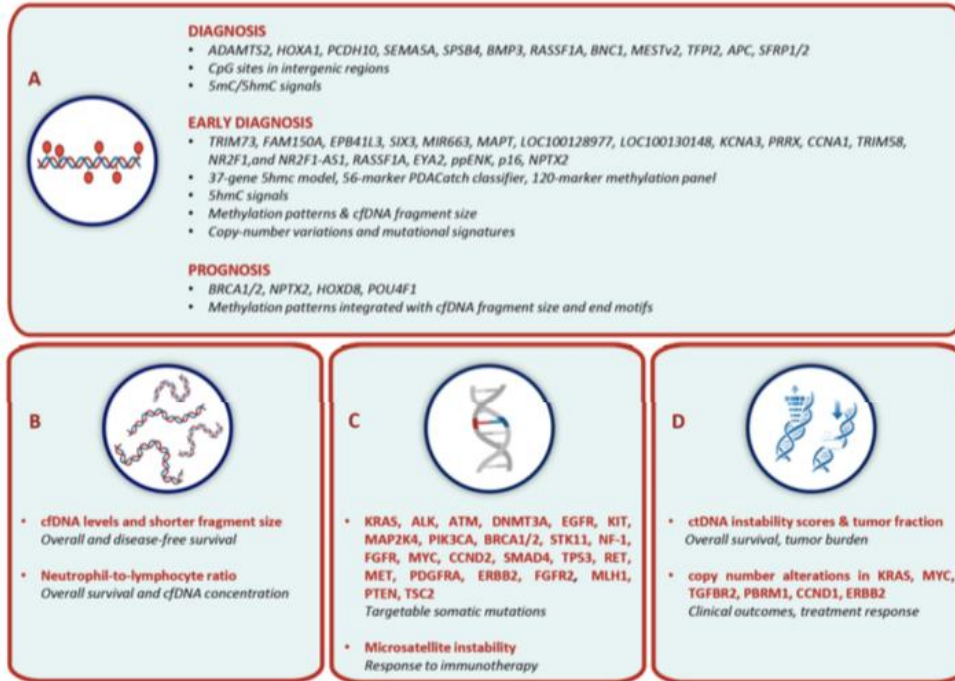 A
DIAGNOSIS
• ADAMTS2, HOXA1, PCDH10, SEMA5A, SPSB4, BMP3, RASSF1A, BNC1, MESTv2, TFPI2, APC, SFRP1/2
• CpG sites in intergenic regions
• 5mC/5hmC signals
EARLY DIAGNOSIS
• TRIM73, FAM150A, EPB41L3, SIX3, MIR663, MAPT, LOC100128977, LOC100130148, KCNA3, PRRX, CCNA1, TRIM58,
NR2F1,and NR2F1-AS1, RASSF1A, EYA2, ppENK, p16, NPTX2
• 37-gene 5hmc model, 56-marker PDACatch classifier, 120-marker methylation panel
• 5hmC signals
• Methylation patterns & cfDNA fragment size
• Copy-number variations and mutational signatures
PROGNOSIS
• BRCA1/2, NPTX2, HOXD8, POU4F1
• Methylation patterns integrated with cfDNA fragment size and end motifs
B
• cfDNA levels and shorter fragment size
Overall and disease-free survival
• Neutrophil-to-lymphocyte ratio
Overall survival and cfDNA concentration
C
• KRAS, ALK, ATM, DNMT3A, EGFR, KIT,
MAP2K4, PIK3CA, BRCA1/2, STK11, NF-1,
FGFR, MYC, CCND2, SMAD4, TP53, RET,
MET, PDGFRA, ERBB2, FGFR2, MLH1,
PTEN, TSC2
Targetable somatic mutations
• Microsatellite instability
Response to immunotherapy
D
• ctDNA instability scores & tumor fraction
Overall survival, tumor burden
• copy number alterations in KRAS, MYC,
TGFBR2, PBRM1, CCND1, ERBB2
Clinical outcomes, treatment response